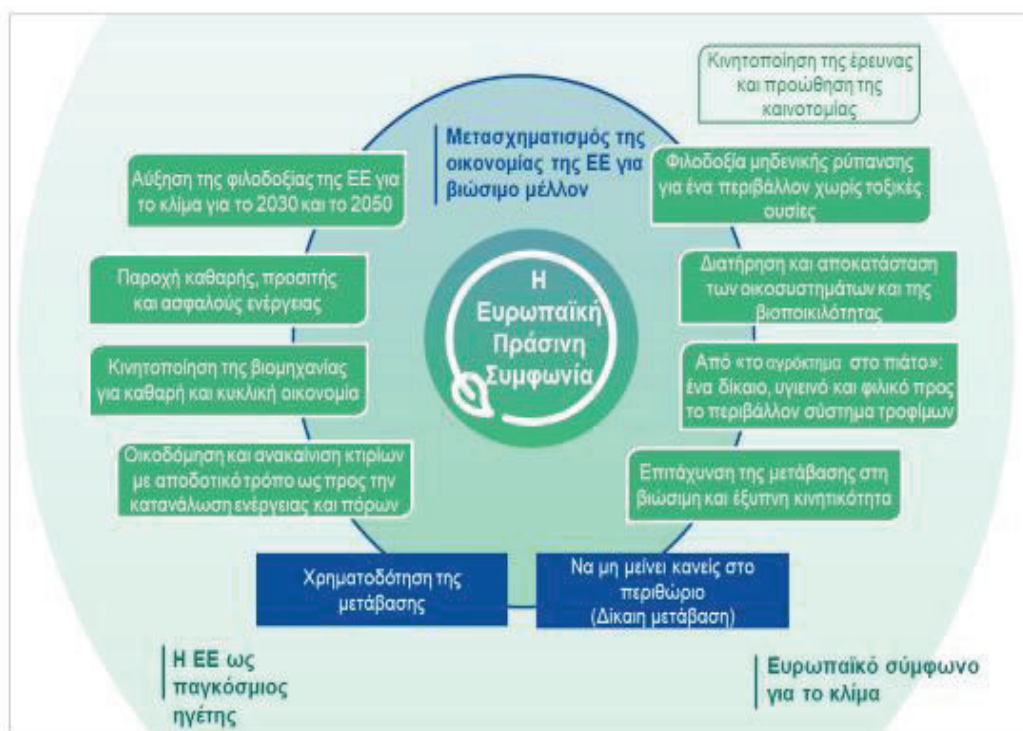 Κινητοποίηση της έρευνας
και προώθηση της
καινοτομίας
Μετασχηματισμός της
οικονομίας της ΕΕ για
βιώσιμο μέλλον
Αύξηση της φιλοδοξίας της ΕΕ για
το κλίμα για το 2030 και το 2050
Φιλοδοξία μηδενικής ρύπανσης
για ένα περιβάλλον χωρίς τοξικές
ουσίες
Παροχή καθαρής, προσιτής
και ασφαλούς ενέργειας
Διατήρηση και αποκατάσταση
των οικοσυστημάτων και της
βιοποικιλότητας
Η
Ευρωπαϊκή
Πράσινη
Συμφωνία
Κινητοποίηση της βιομηχανίας
για καθαρή και κυκλική οικονομία
Από «το αγρόκτημα στο πιάτο»:
ένα δίκαιο, υγιεινό και φιλικό προς
το περιβάλλον σύστημα τροφίμων
Οικοδόμηση και ανακαίνιση κτιρίων
με αποδοτικό τρόπο ως προς την
κατανάλωση ενέργειας και πόρων
Επιτάχυνση της μετάβασης στη
βιώσιμη και έξυπνη κινητικότητα
Χρηματοδότηση της
μετάβασης
Να μη μείνει κανείς στο
περιθώριο
(Δίκαιη μετάβαση)
Η ΕΕ ως
παγκόσμιος
ηγέτης
Ευρωπαϊκό σύμφωνο
για το κλίμα